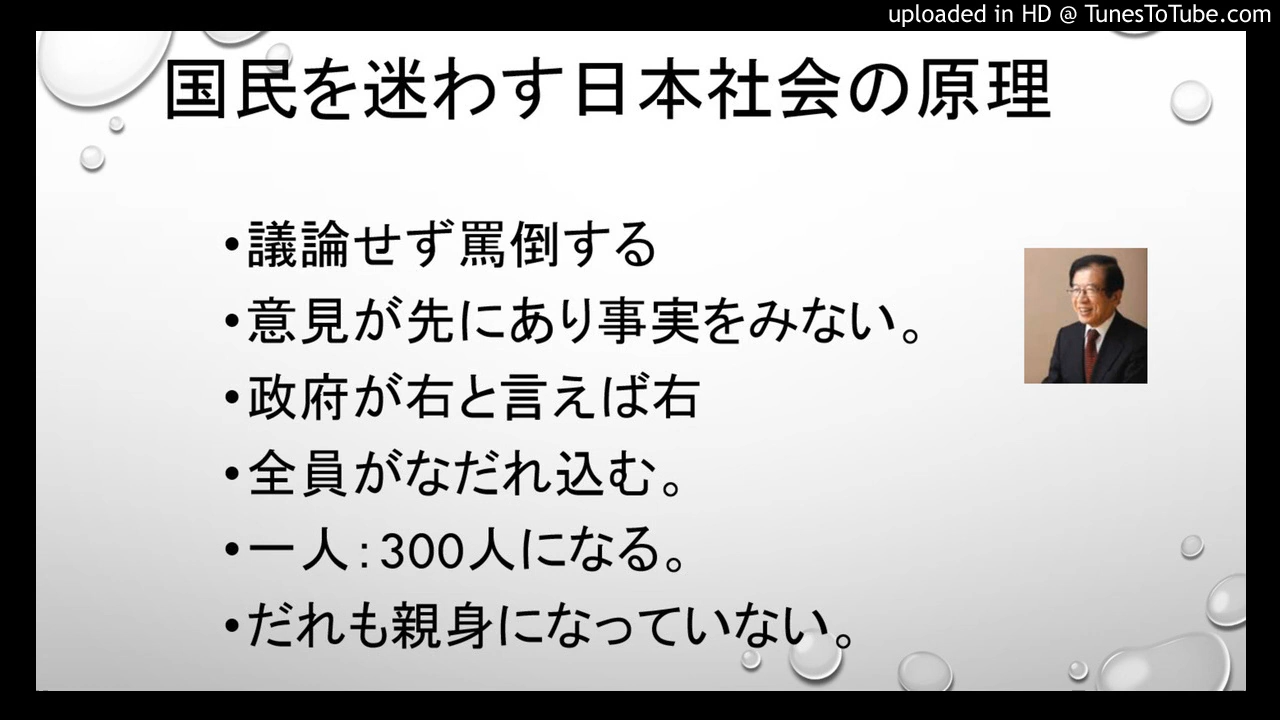 uploaded in HD @ TunesToTube.com
国民を迷わす日本社会の原理
•議論せず罵倒する
•意見が先にあり事実をみない。
•政府が右と言えば右
•全員がなだれ込む。
•一人：300人になる。
•だれも親身になっていない。